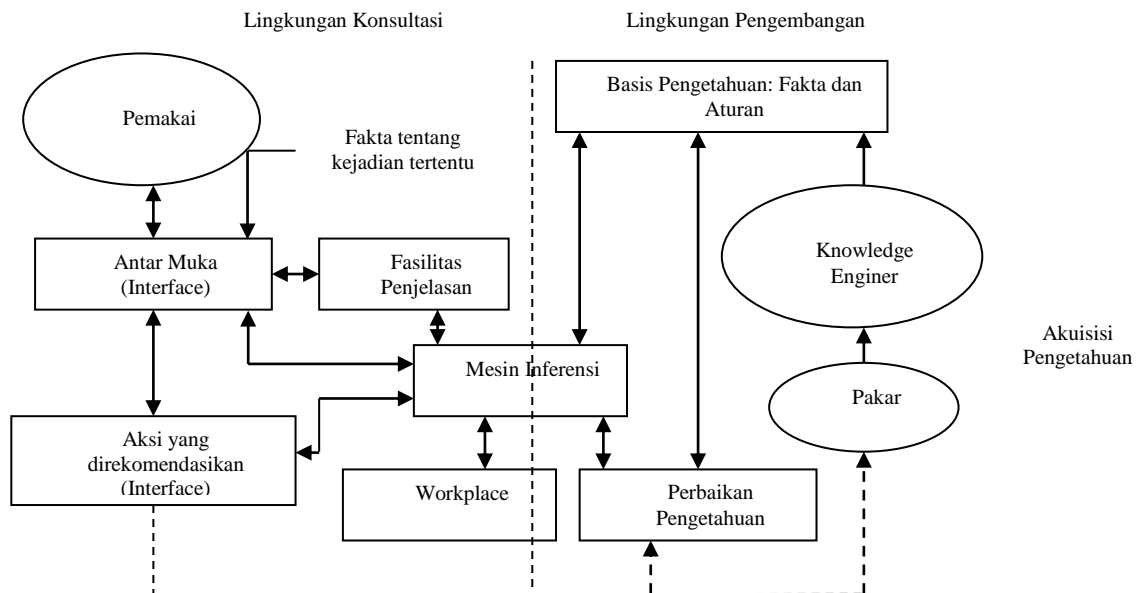 Lingkungan Konsultasi
Lingkungan Pengembangan
Pemakai
Fakta tentang
kejadian tertentu
Basis Pengetahuan: Fakta dan
Aturan
Antar Muka
(Interface)
Fasilitas
Penjelasan
Knowledge
Enginer
Mesin Inferensi
Akuisisi
Pengetahuan
Pakar
Aksi yang
direkomendasikan
(Interface)
Workplace
Perbaikan
Pengetahuan